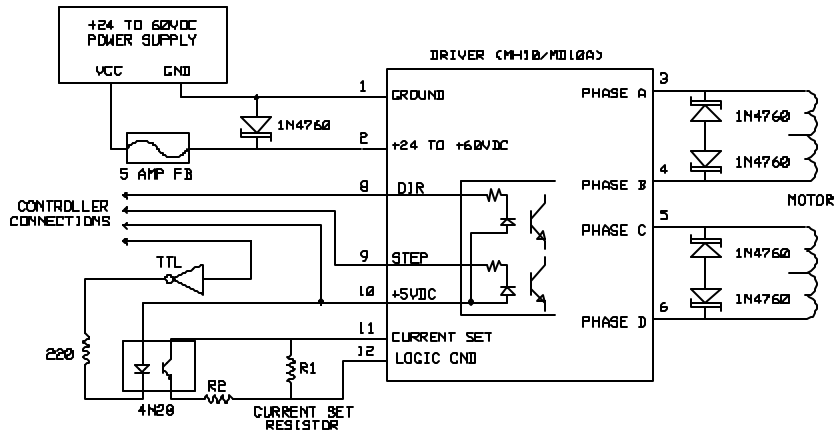 +24 TO 60VDC
POWER SUPPLY
VCC GND
DRIVER (MH10/MD10A)
1 GROUND
1N4760
2 +24 TO +60VDC
5 AMP FB
3 PHASE A
1N4760
1N4760
4 PHASE B
MOTOR
8 DIR
CONTROLLER
CONNECTIONS
5 PHASE C
1N4760
1N4760
6 PHASE D
9 STEP
TTL
10 +5VDC
11 CURRENT SET
12 LOGIC GND
220
R1
R2
4N28
CURRENT SET
RESISTOR